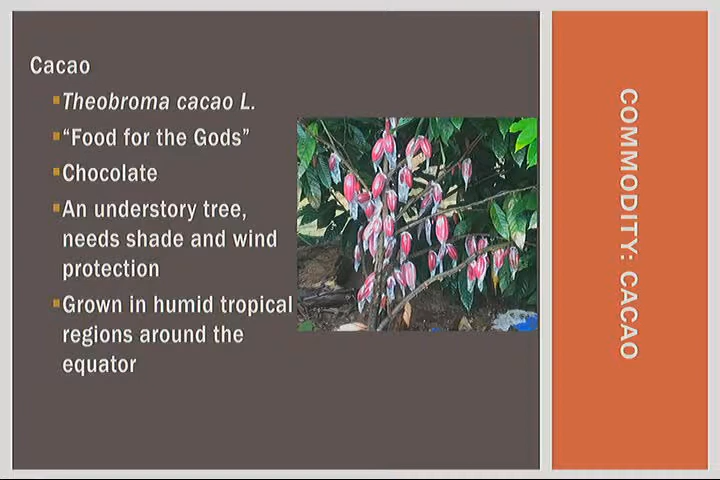 Cacao
Theobroma cacao L.
“Food for the Gods”
Chocolate
An understory tree,
needs shade and wind
protection
Grown in humid tropical
regions around the
equator
COMMODITY: CACAO